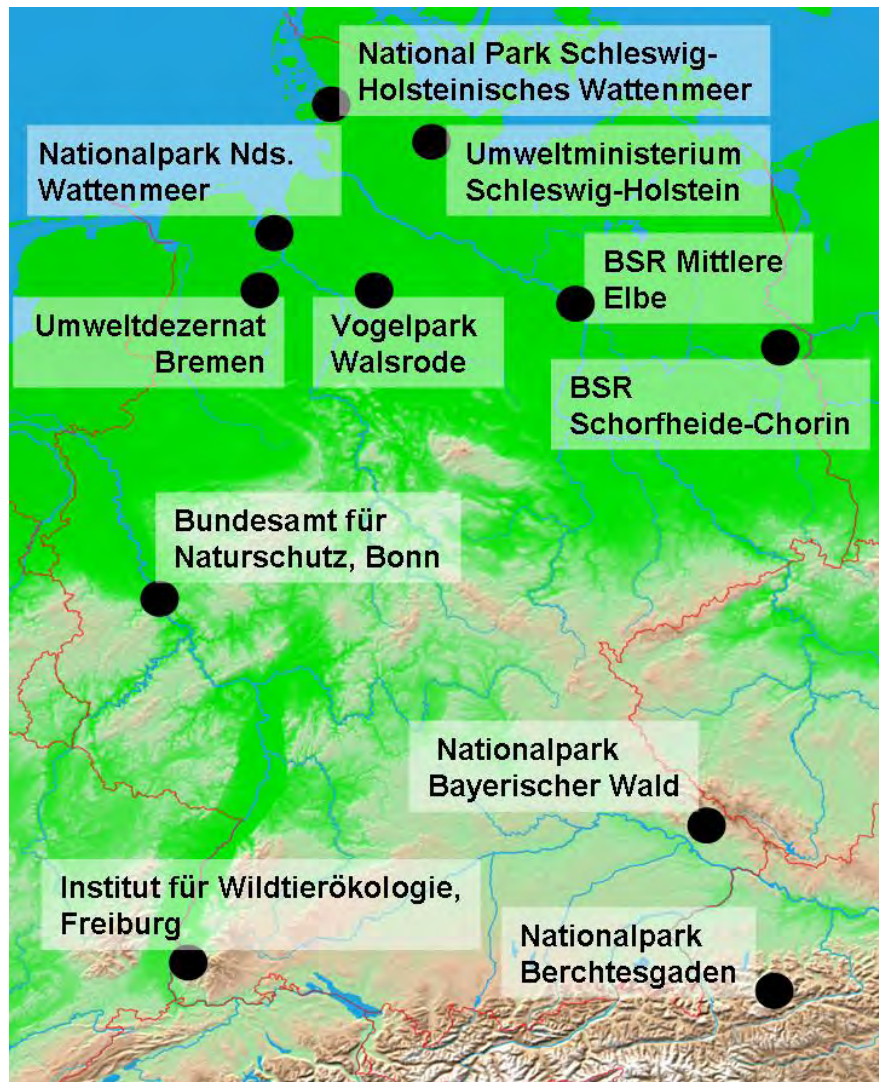 National Park Schleswig-
Holsteinisches Wattenmeer
Nationalpark Nds.
Wattenmeer
Umweltministerium
Schleswig-Holstein
BSR Mittlere
Elbe
Umweltdezernat
Bremen
Vogelpark
Walsrode
BSR
Schorfheide-Chorin
Bundesamt für
Naturschutz, Bonn
Nationalpark
Bayerischer Wald
Institut für Wildtierökologie,
Freiburg
Nationalpark
Berchtesgaden